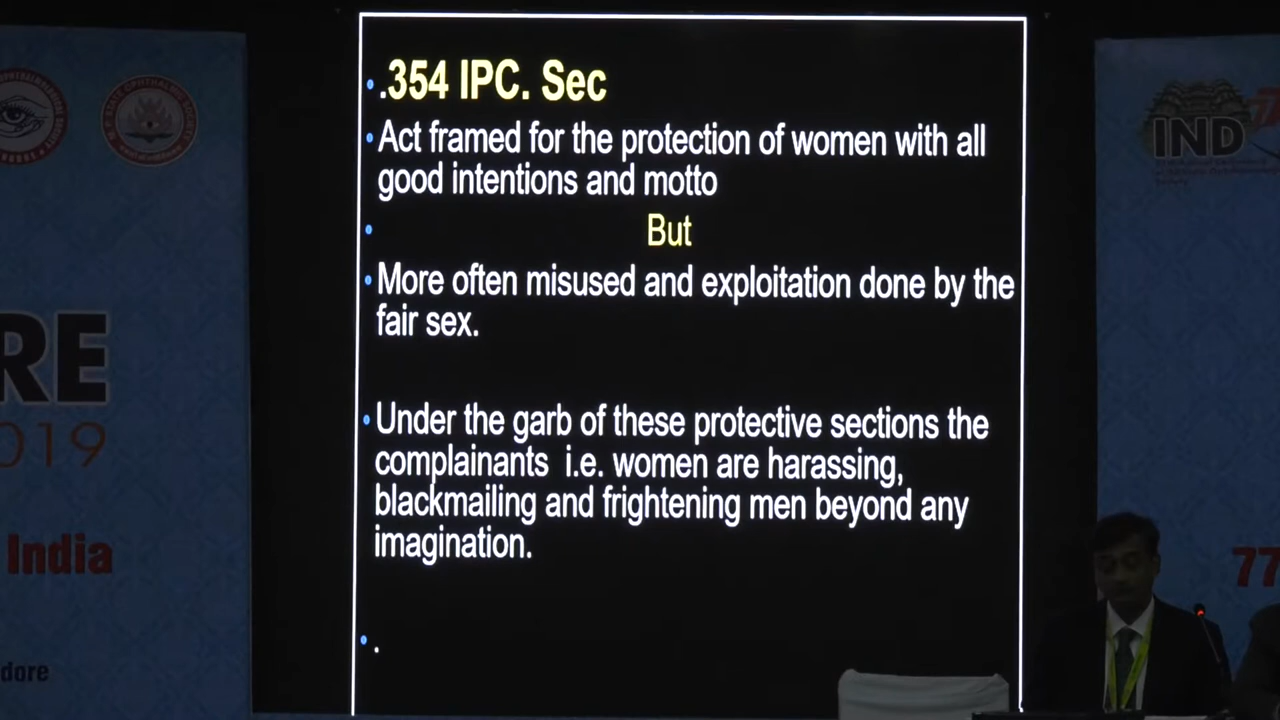 .354 IPC. Sec
Act framed for the protection of women with all
good intentions and motto
But
More often misused and exploitation done by the
fair sex.
Under the garb of these protective sections the
complainants i.e. women are harassing,
blackmailing and frightening men beyond any
imagination.
.
RE
019
India
dore
IND
77